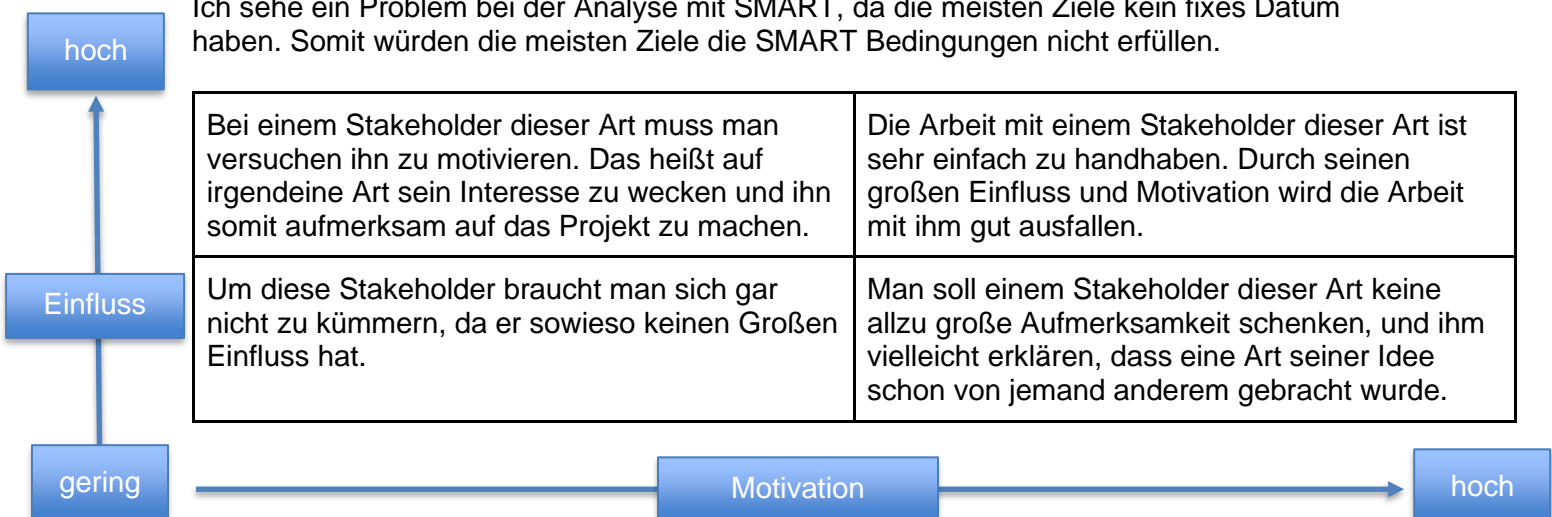 Ich sehe ein Problem bei der Analyse mit SMART, da die meisten Ziele kein fixes Datum
haben. Somit würden die meisten Ziele die SMART Bedingungen nicht erfüllen.
hoch
Bei einem Stakeholder dieser Art muss man
versuchen ihn zu motivieren. Das heißt auf
irgendeine Art sein Interesse zu wecken und ihn
somit aufmerksam auf das Projekt zu machen.
Die Arbeit mit einem Stakeholder dieser Art ist
sehr einfach zu handhaben. Durch seinen
großen Einfluss und Motivation wird die Arbeit
mit ihm gut ausfallen.
Einfluss
Um diese Stakeholder braucht man sich gar
nicht zu kümmern, da er sowieso keinen Großen
Einfluss hat.
Man soll einem Stakeholder dieser Art keine
allzu große Aufmerksamkeit schenken, und ihm
vielleicht erklären, dass eine Art seiner Idee
schon von jemand anderem gebracht wurde.
gering
Motivation
hoch